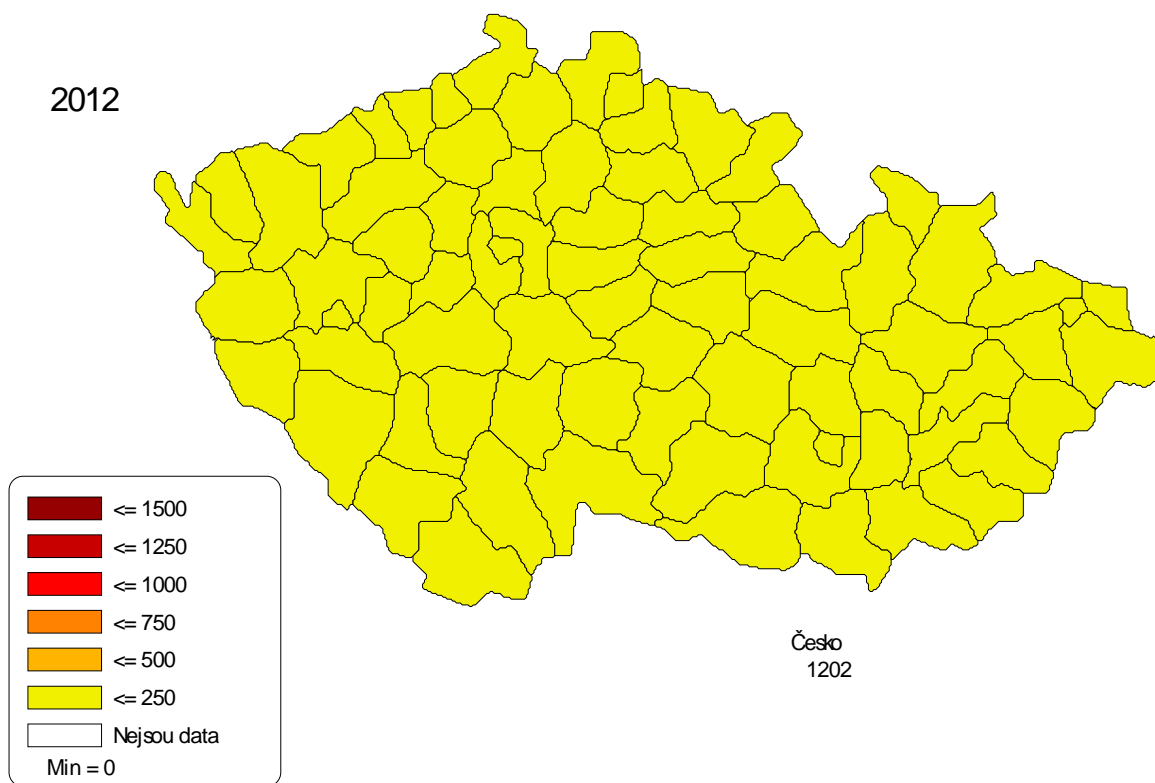 2012
<= 1500
<= 1250
<= 1000
<= 750
<= 500
<= 250
Nejsou data
Min = 0
Česko
1202